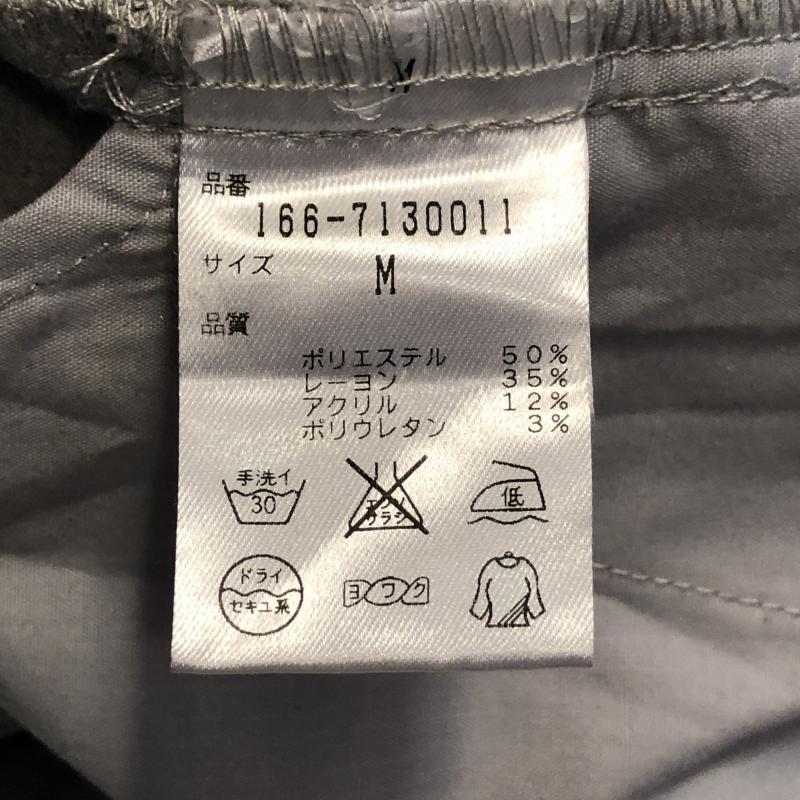 M
品番
166-7130011
サイズ
M
品質
ポリエステル 50%
レーヨン 35%
アクリル 12%
ポリウレタン 3%
手洗イ
30
エンソ
サラシ
低
ドライ
セキユ系
ヨワク